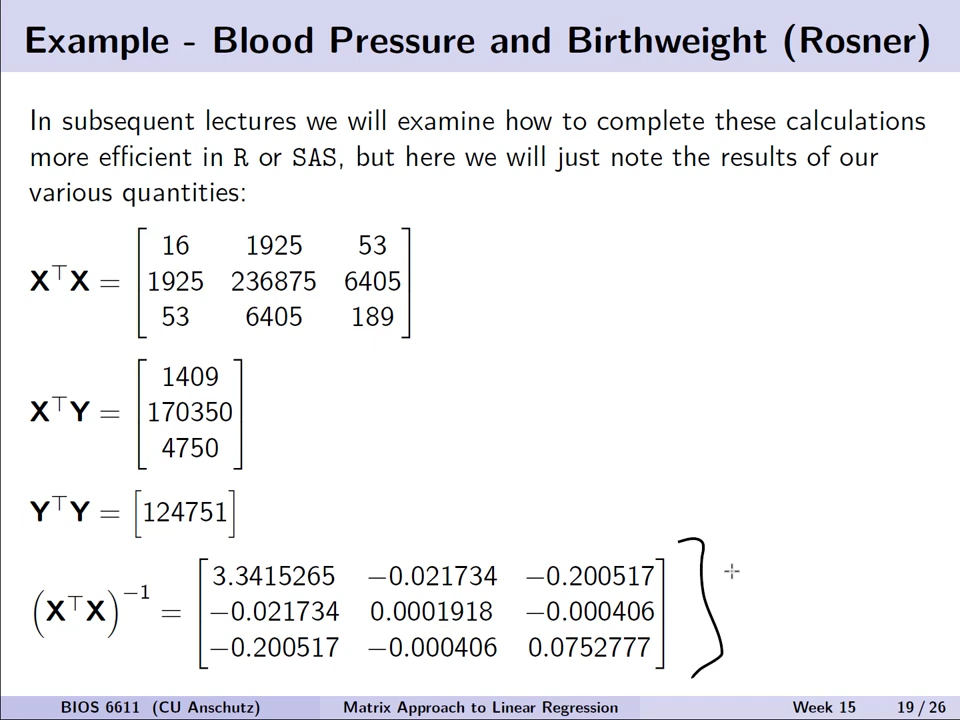 Example - Blood Pressure and Birthweight (Rosner)
In subsequent lectures we will examine how to complete these calculations
more efficient in R or SAS, but here we will just note the results of our
various quantities:
16 1925 53
X⊤X = 1925 236875 6405
53 6405 189
1409
X⊤Y = 170350
4750
Y⊤Y = [124751]
3.3415265 −0.021734 −0.200517
(X⊤X)−1 = −0.021734 0.0001918 −0.000406
−0.200517 −0.000406 0.0752777
BIOS 6611 (CU Anschutz) Matrix Approach to Linear Regression Week 15 19 / 26